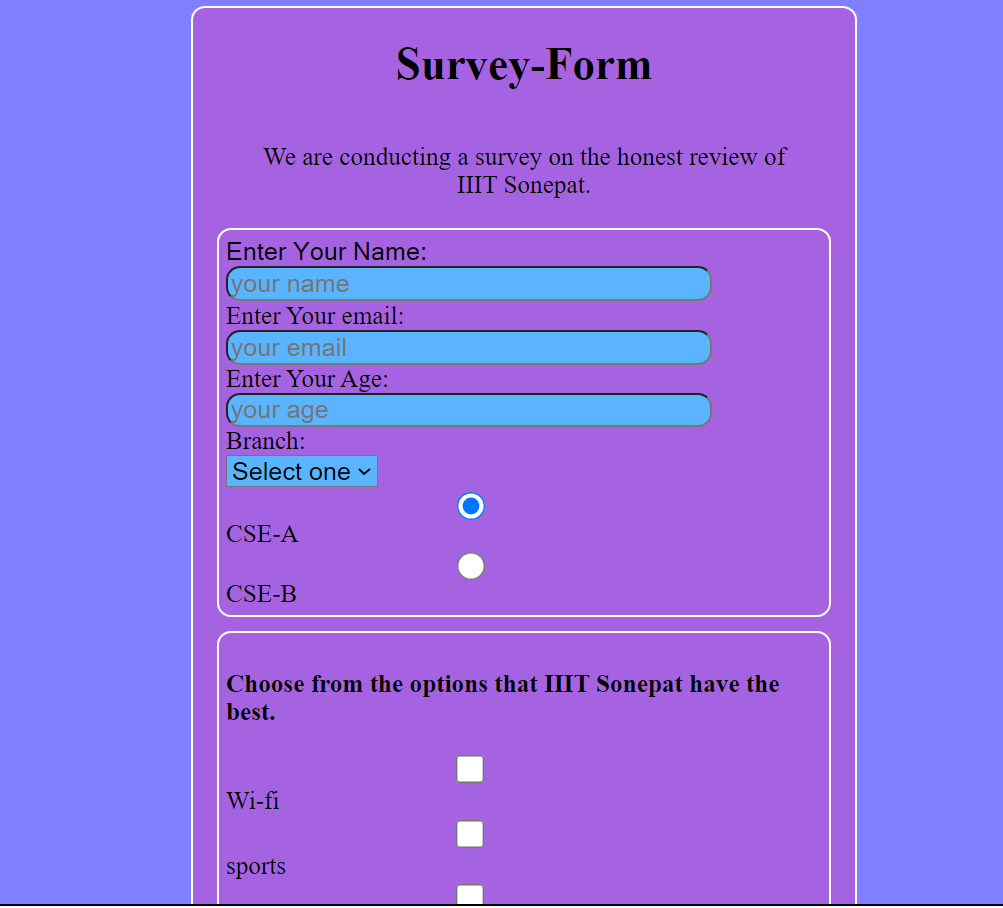 Survey-Form
We are conducting a survey on the honest review of
IIIT Sonepat.
Enter Your Name:
your name
Enter Your email:
your email
Enter Your Age:
your age
Branch:
Select one
CSE-A
CSE-B
Choose from the options that IIIT Sonepat have the
best.
Wi-fi
sports